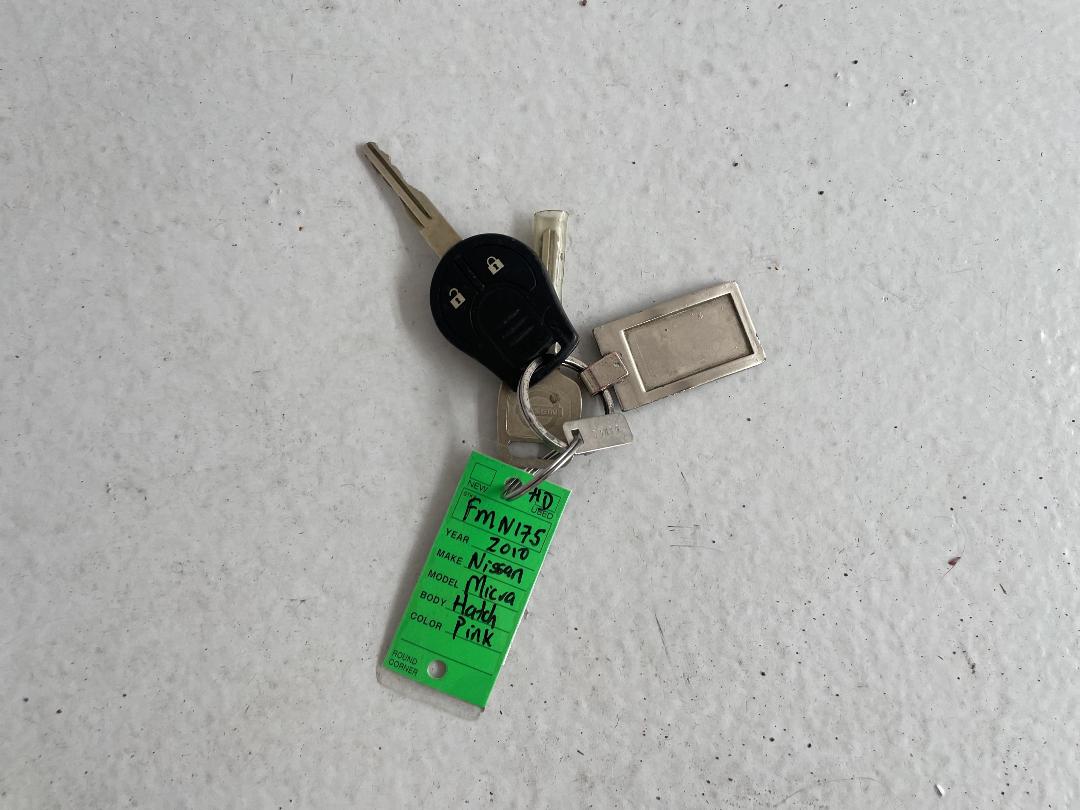 NEW
HD
USED
FMN175
YEAR 2010
MAKE Nissan
MODEL Micra
BODY Hatch
COLOR Pink
ROUND
CORNER